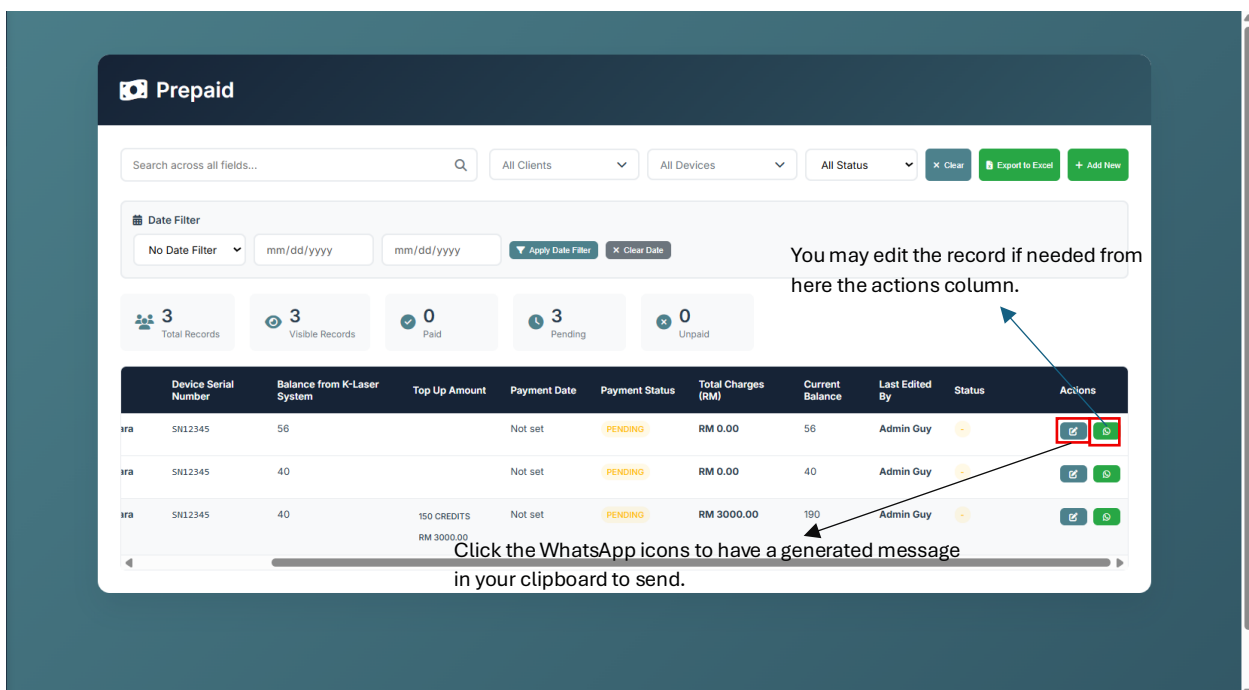 Prepaid
Search across all fields...
All Clients
All Devices
All Status
× Clear
Export to Excel
+ Add New
Date Filter
No Date Filter
mm/dd/yyyy
mm/dd/yyyy
Apply Date Filter
× Clear Date
You may edit the record if needed from
here the actions column.
3
Total Records
3
Visible Records
0
Paid
3
Pending
0
Unpaid
Device Serial
Number
Balance from K-Laser
System
Top Up Amount
Payment Date
Payment Status
Total Charges
(RM)
Current
Balance
Last Edited
By
Status
Actions
ara SN12345 56 Not set PENDING RM 0.00 56 Admin Guy -
ara SN12345 40 Not set PENDING RM 0.00 40 Admin Guy -
ara SN12345 40 150 CREDITS Not set PENDING RM 3000.00 190 Admin Guy -
RM 3000.00
Click the WhatsApp icons to have a generated message
in your clipboard to send.